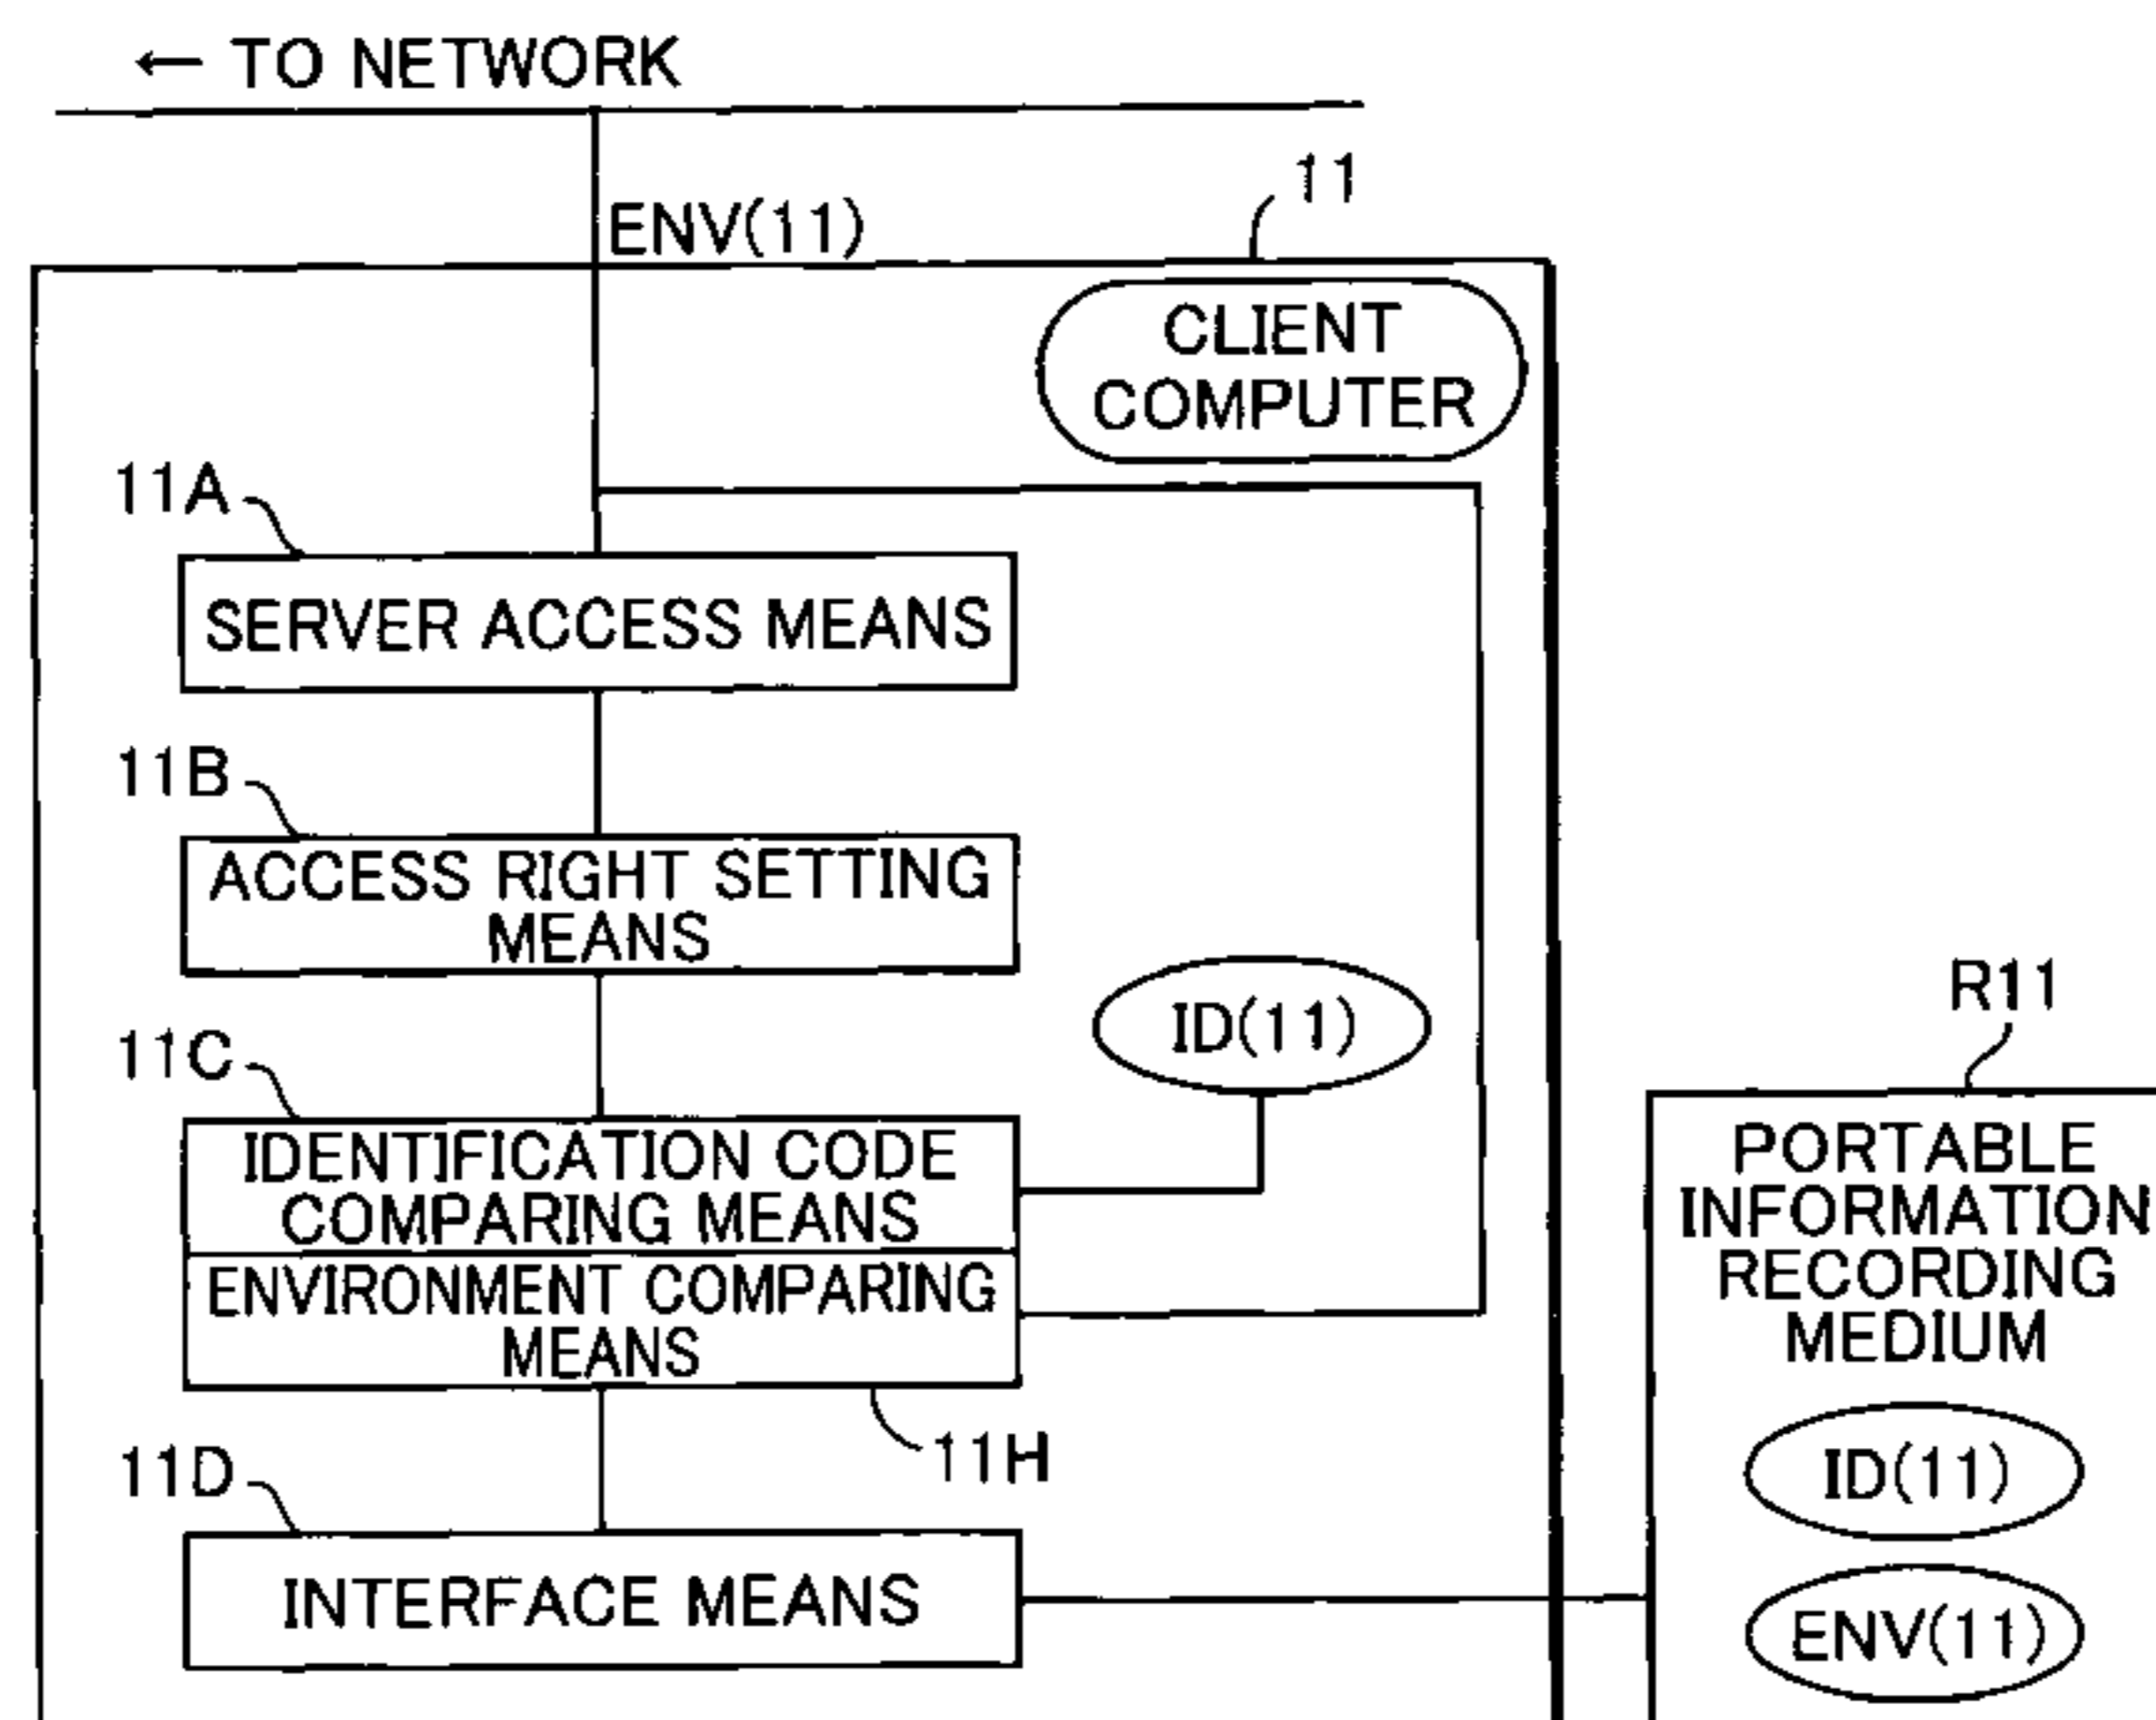 ← TO NETWORK
11
ENV(11)
CLIENT
COMPUTER
11A
SERVER ACCESS MEANS
11B
ACCESS RIGHT SETTING
MEANS
ID(11)
R11
11C
IDENTIFICATION CODE
COMPARING MEANS
ENVIRONMENT COMPARING
MEANS
11H
PORTABLE
INFORMATION
RECORDING
MEDIUM
ID(11)
ENV(11)
11D
INTERFACE MEANS